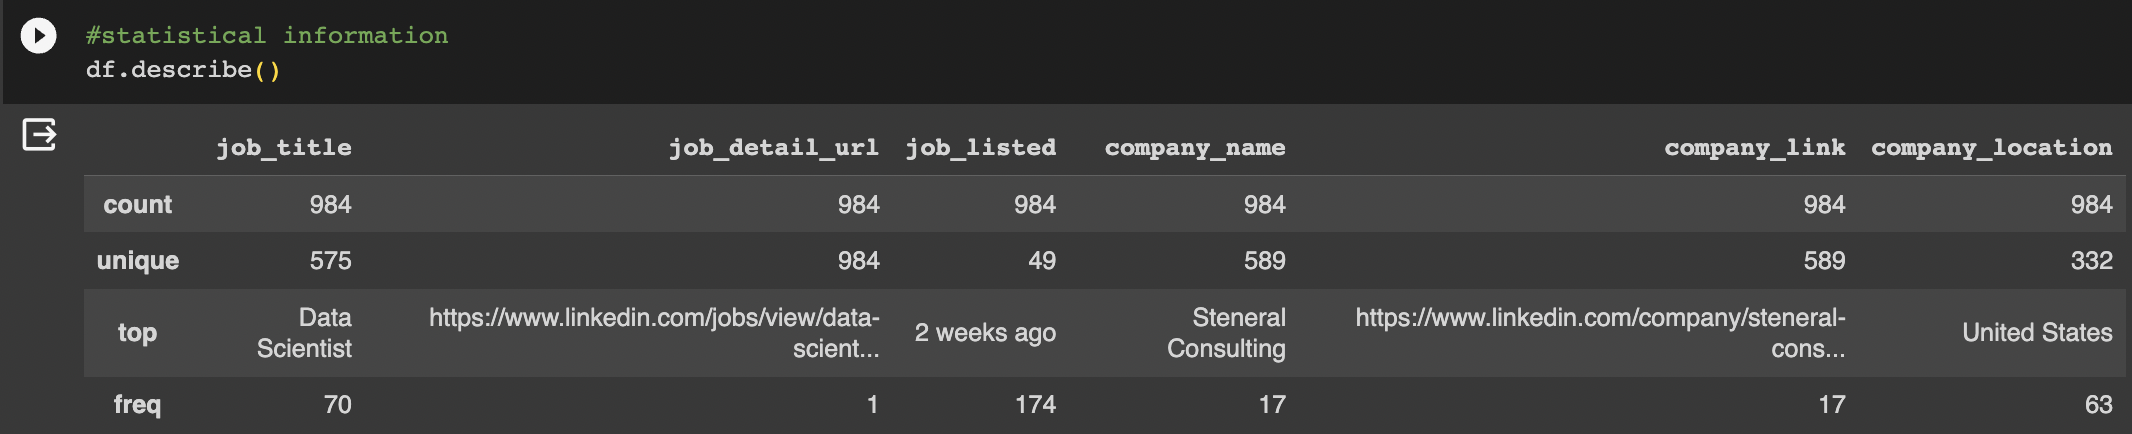 #statistical information
df.describe()
job_title job_detail_url job_listed company_name company_link company_location
count 984 984 984 984 984 984
unique 575 984 49 589 589 332
top Data Scientist https://www.linkedin.com/jobs/view/data-scient... 2 weeks ago Steneral Consulting https://www.linkedin.com/company/steneral-cons... United States
freq 70 1 174 17 17 63